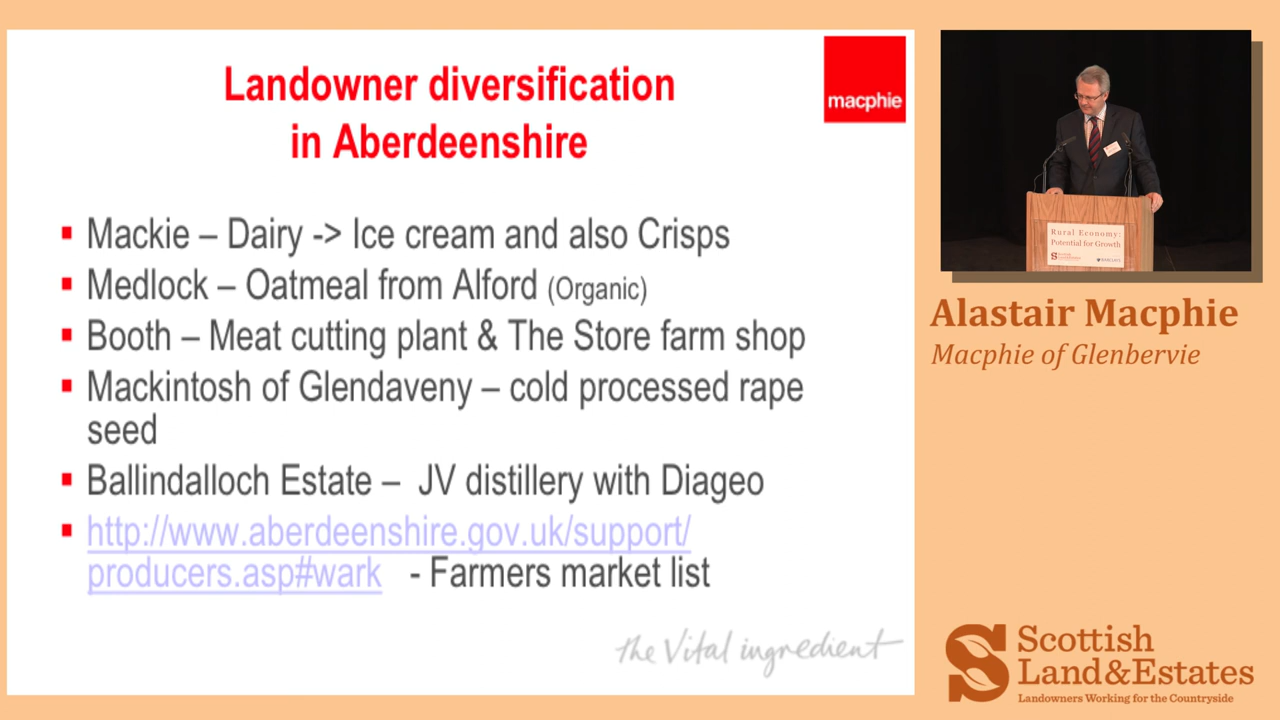 Landowner diversification
in Aberdeenshire
macphie
Mackie – Dairy -> Ice cream and also Crisps
Medlock – Oatmeal from Alford (Organic)
Booth – Meat cutting plant & The Store farm shop
Mackintosh of Glendaveny – cold processed rape
seed
Ballindalloch Estate – JV distillery with Diageo
http://www.aberdeenshire.gov.uk/support/
producers.asp#wark - Farmers market list
the Vital ingredient
Rural Economy:
Potential for Growth
BARCLAYS
Alastair Macphie
Macphie of Glenbervie
Scottish
Land&Estates
Landowners Working for the Countryside